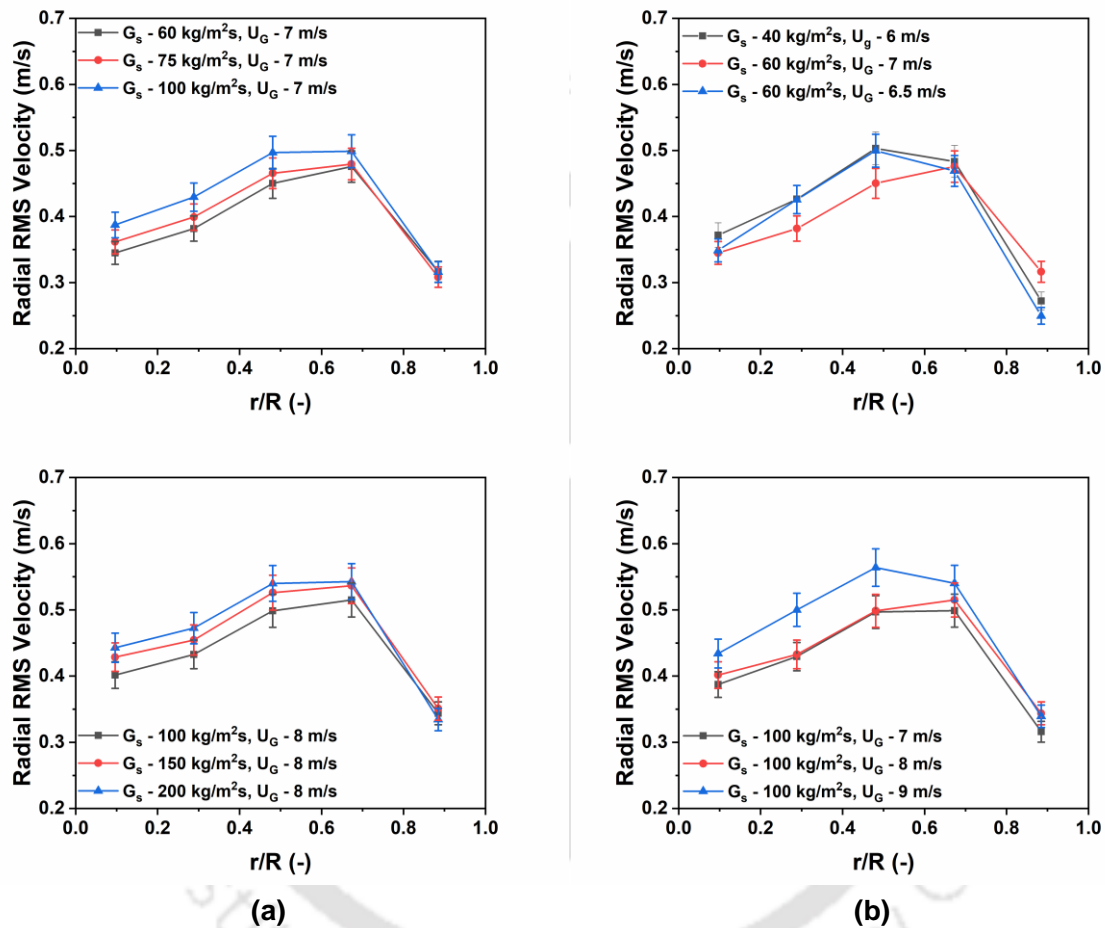 0.7
0.6
0.5
0.4
0.3
0.2
Radial RMS Velocity (m/s)
Gs - 60 kg/m²s, UG - 7 m/s
Gs - 75 kg/m²s, UG - 7 m/s
Gs - 100 kg/m²s, UG - 7 m/s
0.0 0.2 0.4 0.6 0.8 1.0
r/R (-)
0.7
0.6
0.5
0.4
0.3
0.2
Radial RMS Velocity (m/s)
Gs - 40 kg/m²s, Ug - 6 m/s
Gs - 60 kg/m²s, UG - 7 m/s
Gs - 60 kg/m²s, UG - 6.5 m/s
0.0 0.2 0.4 0.6 0.8 1.0
r/R (-)
0.7
0.6
0.5
0.4
0.3
0.2
Radial RMS Velocity (m/s)
Gs - 100 kg/m²s, UG - 8 m/s
Gs - 150 kg/m²s, UG - 8 m/s
Gs - 200 kg/m²s, UG - 8 m/s
0.0 0.2 0.4 0.6 0.8 1.0
r/R (-)
0.7
0.6
0.5
0.4
0.3
0.2
Radial RMS Velocity (m/s)
Gs - 100 kg/m²s, UG - 7 m/s
Gs - 100 kg/m²s, UG - 8 m/s
Gs - 100 kg/m²s, UG - 9 m/s
0.0 0.2 0.4 0.6 0.8 1.0
r/R (-)
(a)
(b)